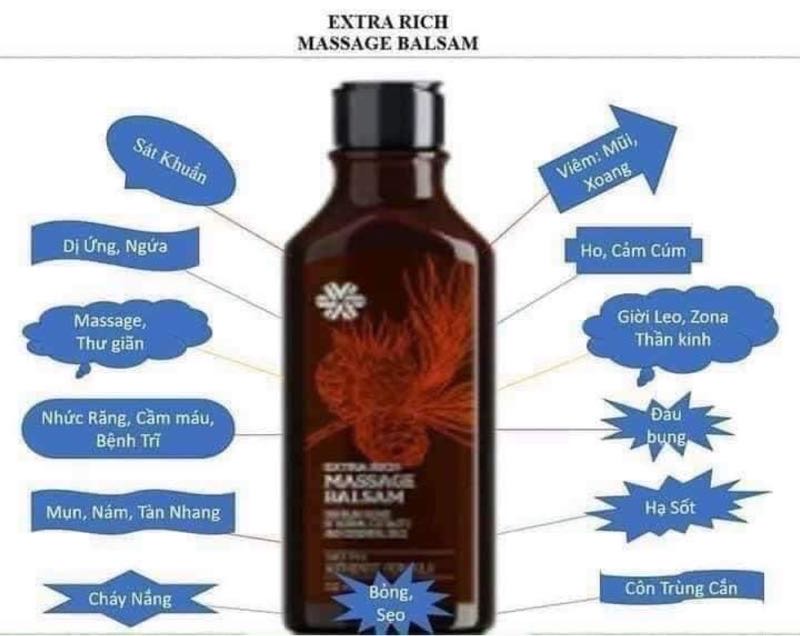 EXTRA RICH
MASSAGE BALSAM
Sát Khuẩn
Viêm: Mũi,
Xoang
Dị Ứng, Ngứa
Ho, Cảm Cúm
Massage,
Thư giãn
Giời Leo, Zona
Thần kinh
Nhức Răng, Cầm máu,
Bệnh Trĩ
Đau
bụng
Mụn, Nám, Tàn Nhang
Hạ Sốt
Cháy Nắng
Bỏng,
Sẹo
Côn Trùng Cắn
EXTRA RICH
MASSAGE
BALSAM